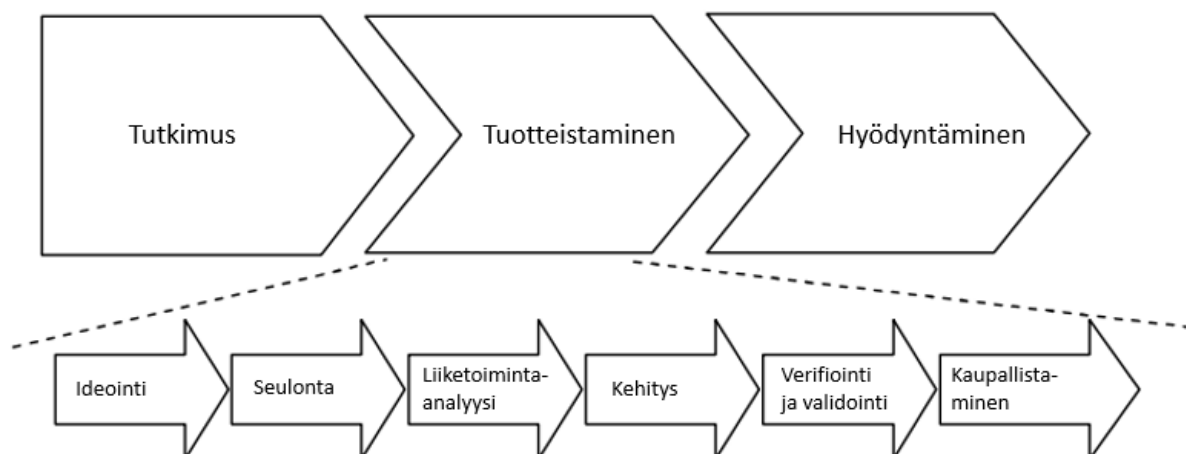 Tutkimus
Tuotteistaminen
Hyödyntäminen
Ideointi
Seulonta
Liiketoiminta-
analyysi
Kehitys
Verifiointi
ja validointi
Kaupallista-
minen